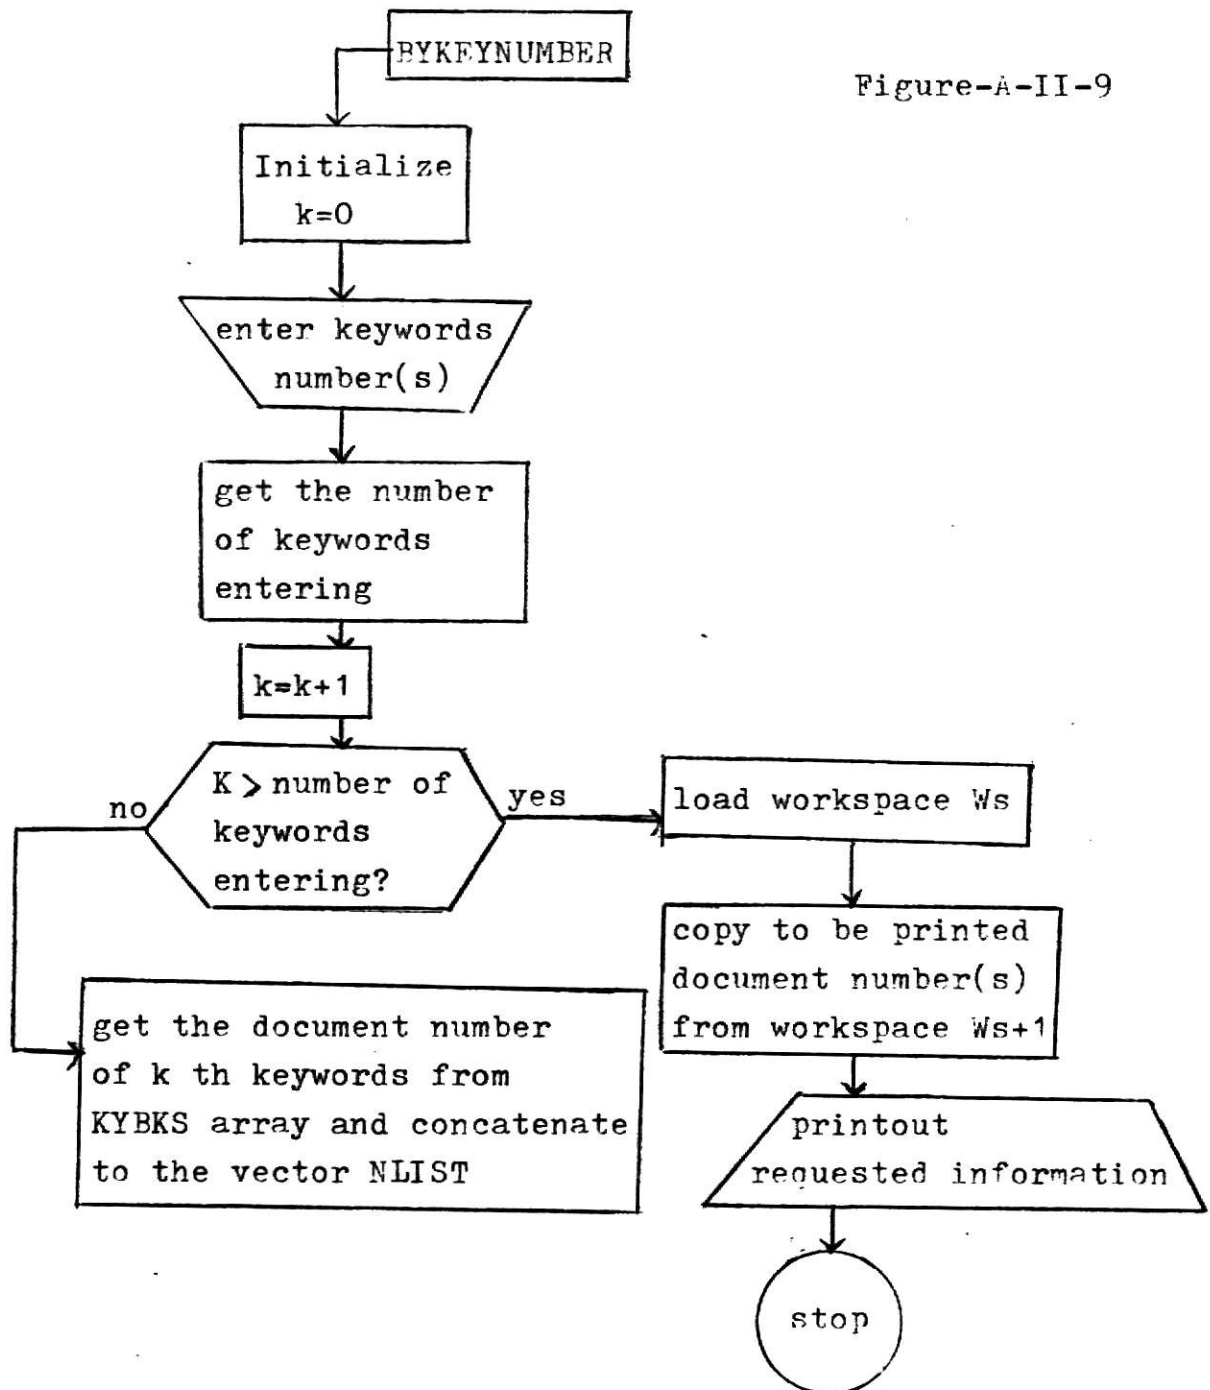 BYKEYNUMBER
Figure-A-II-9
Initialize
k=0
enter keywords
number(s)
get the number
of keywords
entering
k=k+1
K > number of
keywords
entering?
no
yes
load workspace Ws
copy to be printed
document number(s)
from workspace Ws+1
get the document number
of k th keywords from
KYBKS array and concatenate
to the vector NLIST
printout
requested information
stop